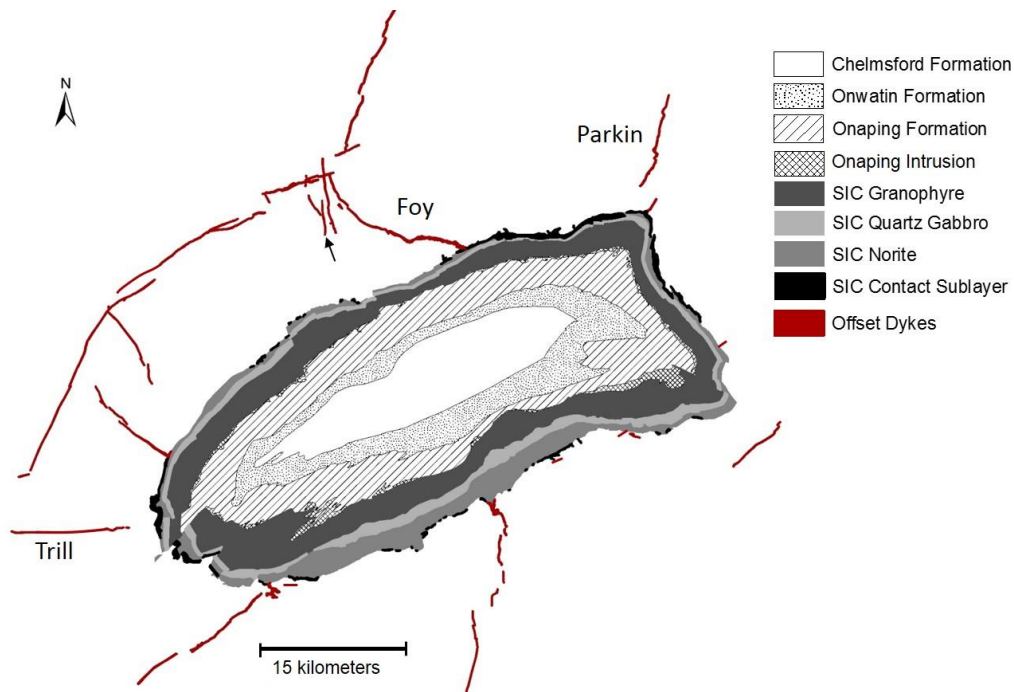 N
Parkin
Foy
Trill
15 kilometers
Chelmsford Formation
Onwatin Formation
Onaping Formation
Onaping Intrusion
SIC Granophyre
SIC Quartz Gabbro
SIC Norite
SIC Contact Sublayer
Offset Dykes